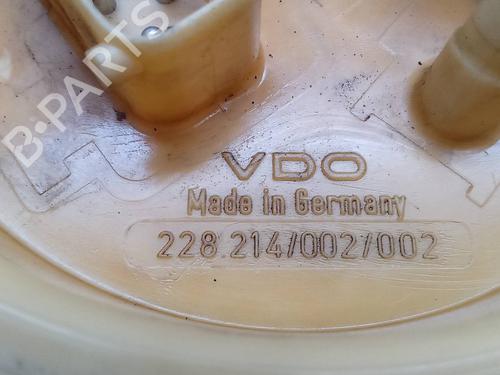 B-PARTS
VDO
Made in Germany
228.214/002/002